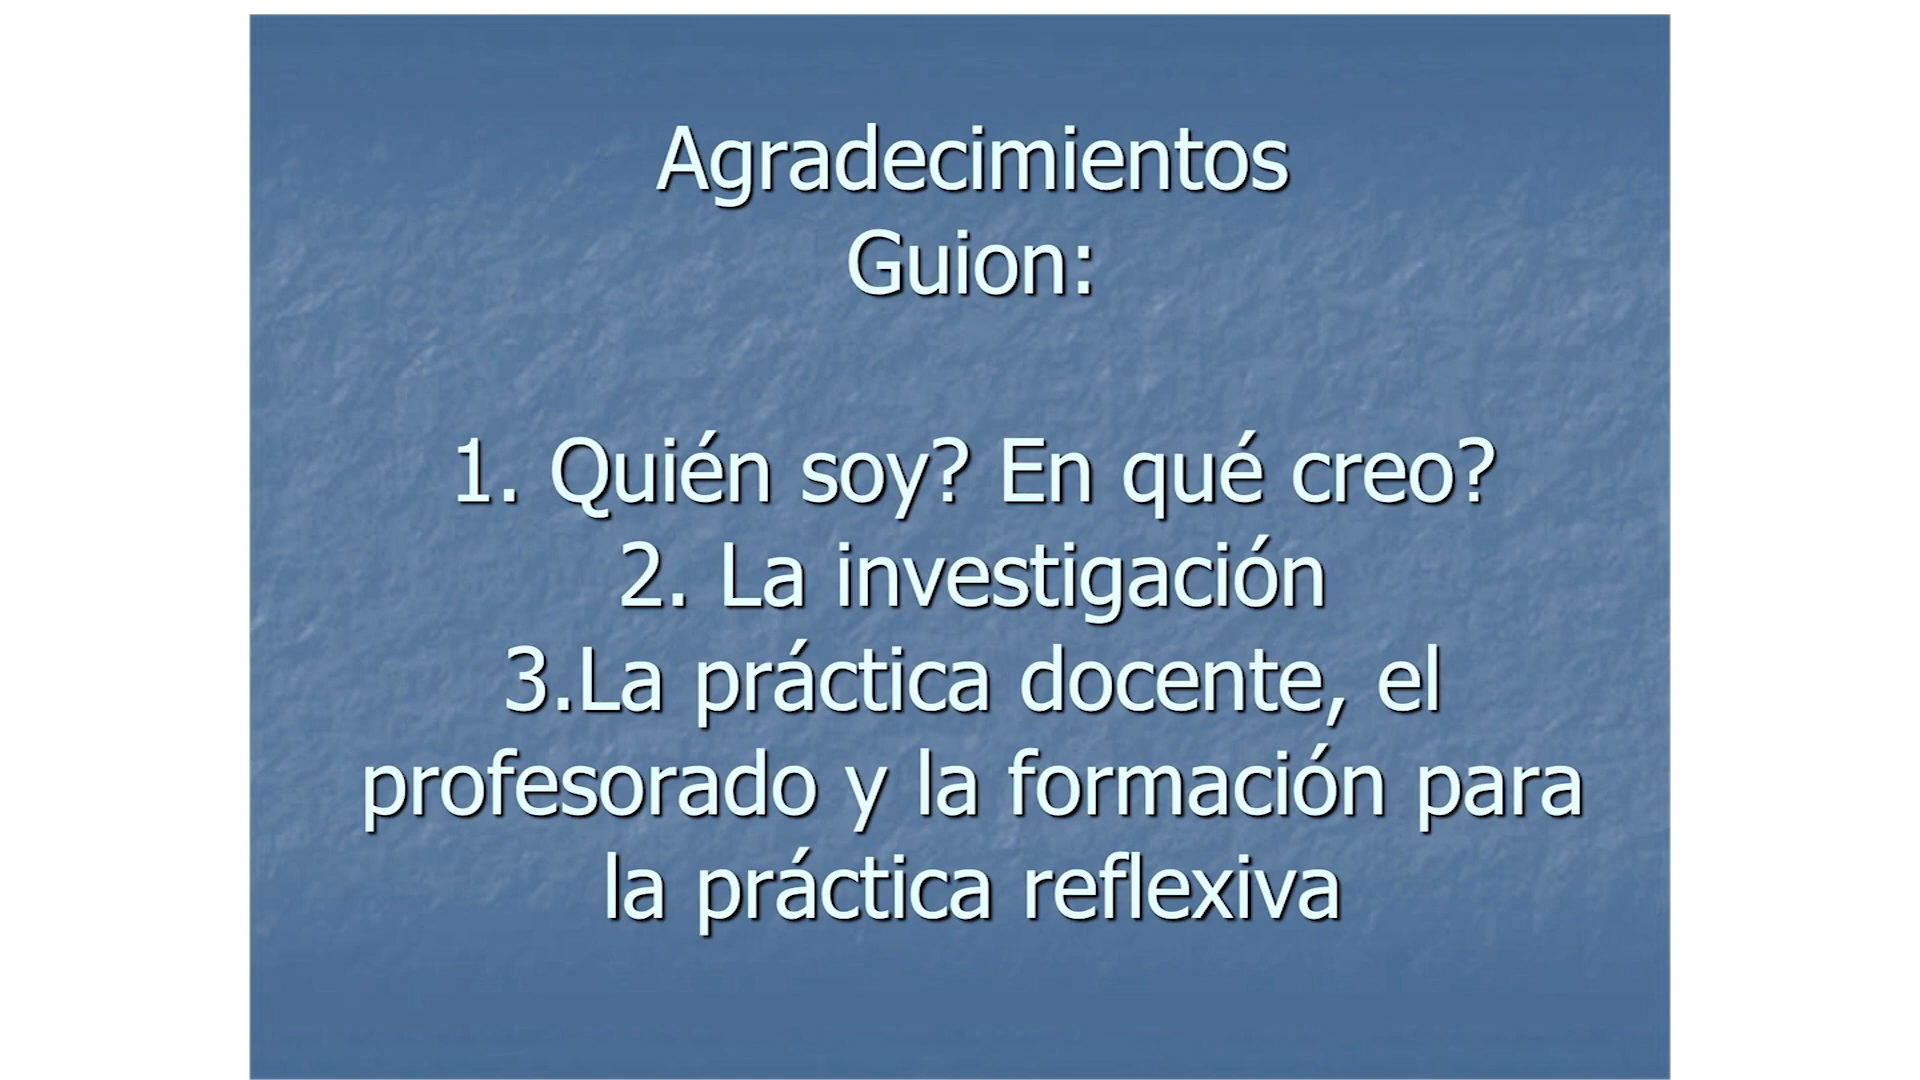 Agradecimientos
Guion:
1. Quién soy? En qué creo?
2. La investigación
3.La práctica docente, el
profesorado y la formación para
la práctica reflexiva